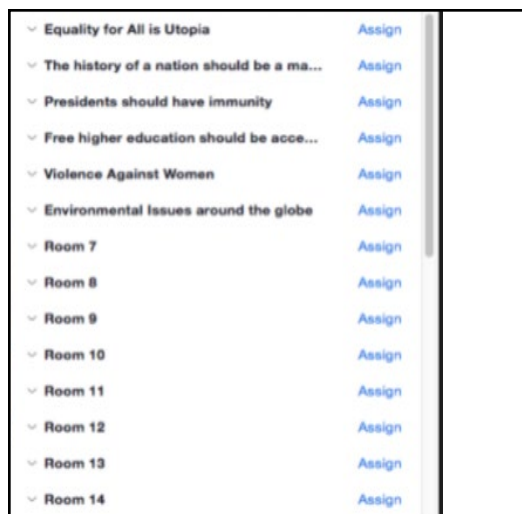 Equality for All is Utopia Assign
The history of a nation should be a ma... Assign
Presidents should have immunity Assign
Free higher education should be acce... Assign
Violence Against Women Assign
Environmental Issues around the globe Assign
Room 7 Assign
Room 8 Assign
Room 9 Assign
Room 10 Assign
Room 11 Assign
Room 12 Assign
Room 13 Assign
Room 14 Assign